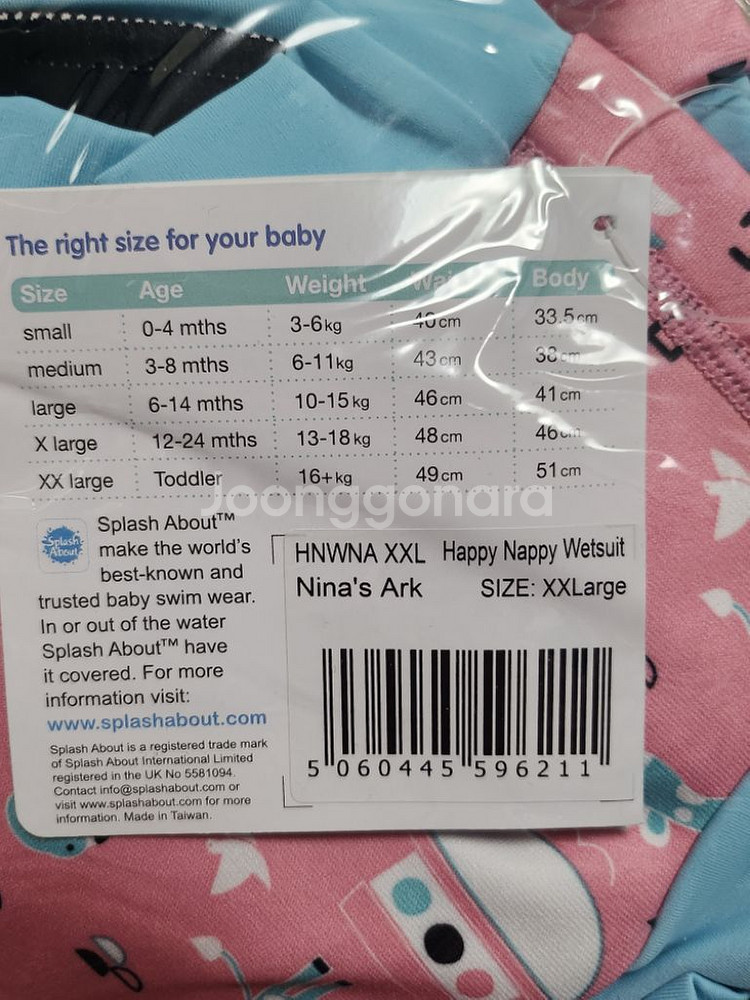 The right size for your baby
Size Age Weight Body
small 0-4 mths 3-6kg 40cm 33.5cm
medium 3-8 mths 6-11kg 43cm 38cm
large 6-14 mths 10-15kg 46cm 41cm
X large 12-24 mths 13-18kg 48cm 46cm
XX large Toddler 16+kg 49cm 51cm
Joonggonara
Splash About
Splash About™
make the world's
best-known and
trusted baby swim wear.
In or out of the water
Splash About™ have
it covered. For more
information visit:
www.splashabout.com
Splash About is a registered trade mark
of Splash About International Limited
registered in the UK No 5581094.
Contact info@splashabout.com or
visit www.splashabout.com for more
information. Made in Taiwan.
HNWNA XXL Happy Nappy Wetsuit
Nina's Ark SIZE: XXLarge
5 060445 596211